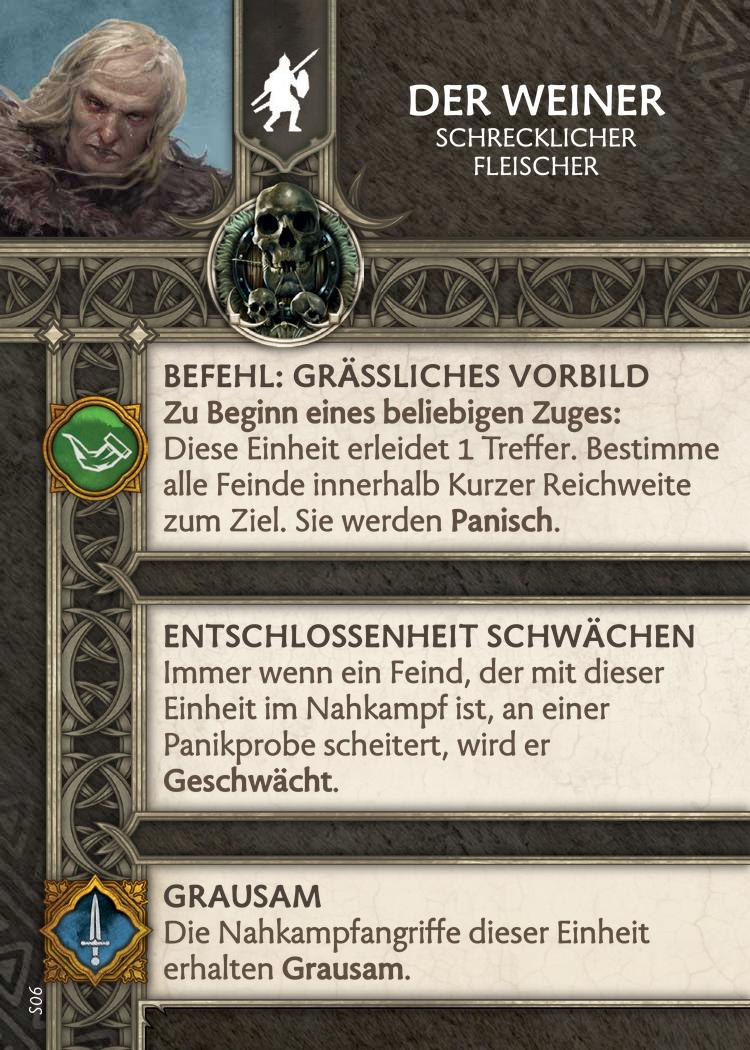 DER WEINER
SCHRECKLICHER
FLEISCHER
BEFEHL: GRÄSSLICHES VORBILD
Zu Beginn eines beliebigen Zuges:
Diese Einheit erleidet 1 Treffer. Bestimme
alle Feinde innerhalb Kurzer Reichweite
zum Ziel. Sie werden Panisch.
ENTSCHLOSSENHEIT SCHWÄCHEN
Immer wenn ein Feind, der mit dieser
Einheit im Nahkampf ist, an einer
Panikprobe scheitert, wird er
Geschwächt.
GRAUSAM
Die Nahkampfangriffe dieser Einheit
erhalten Grausam.
S06